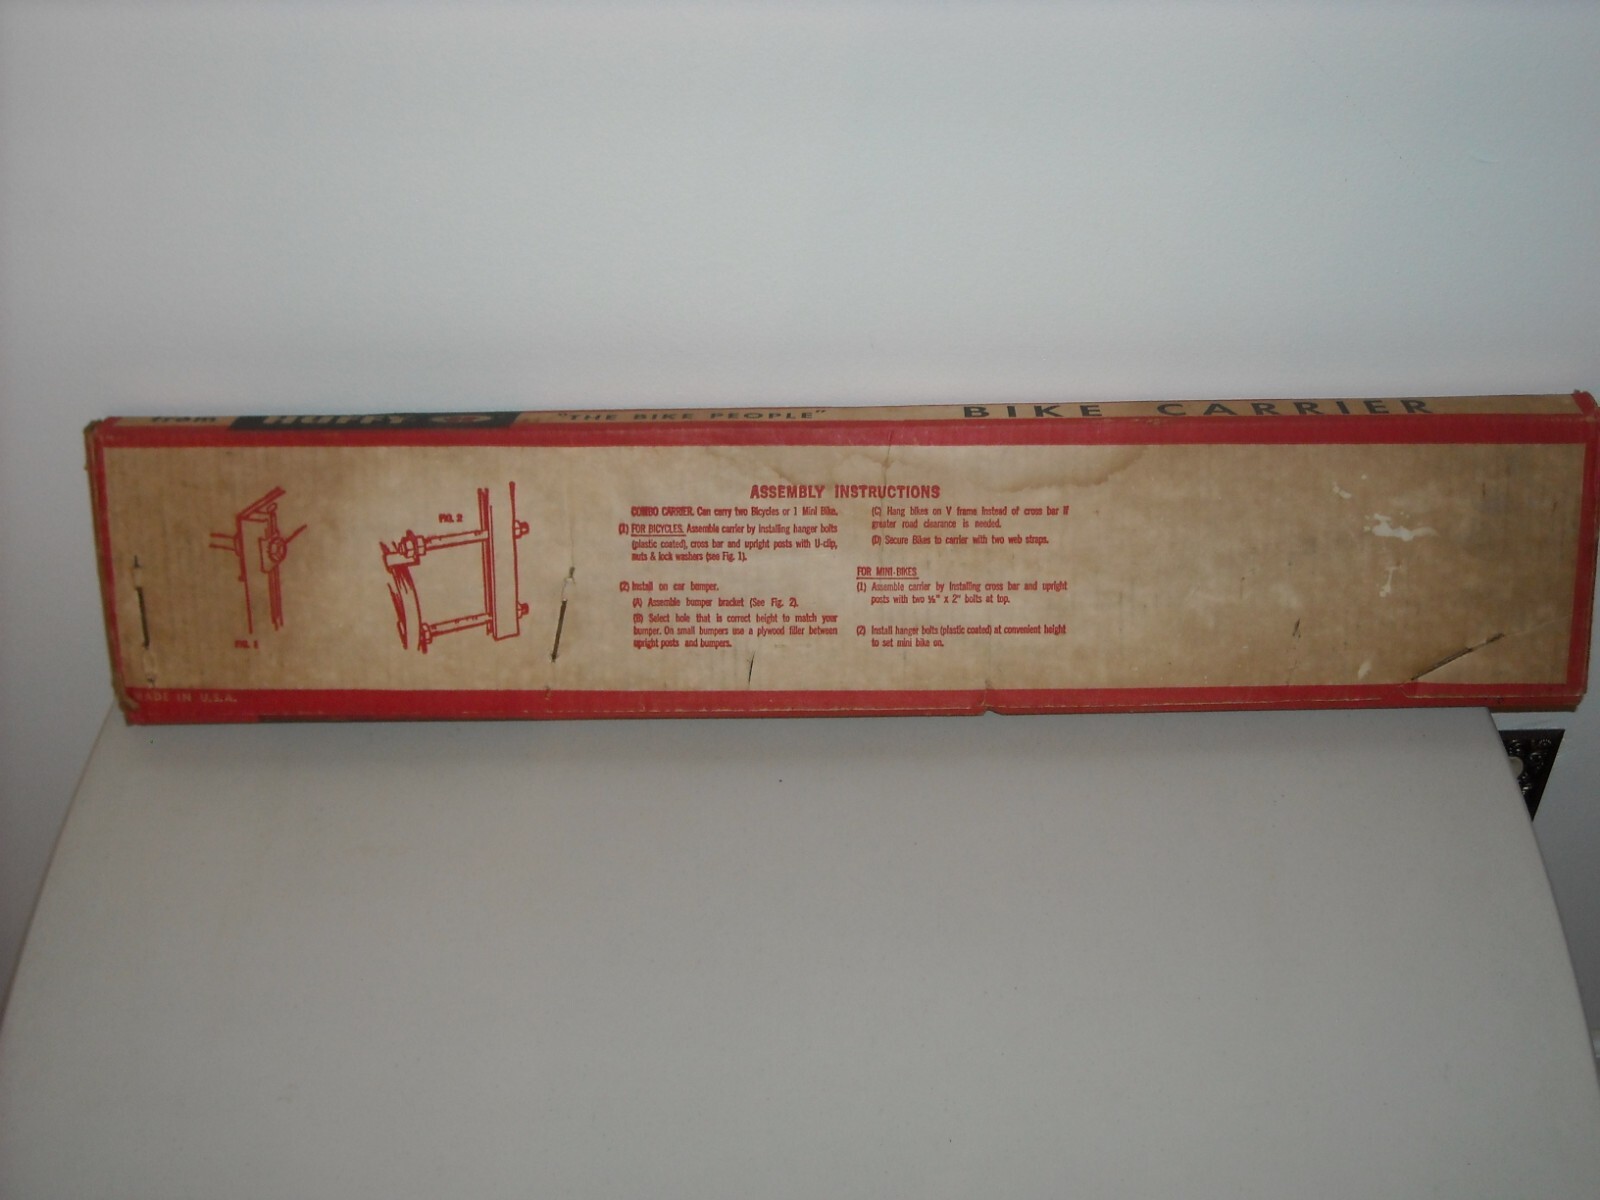 from HUFFY "THE BIKE PEOPLE" BIKE CARRIER
ASSEMBLY INSTRUCTIONS
COMBO CARRIER. Can carry two Bicycles or 1 Mini Bike.
(1) FOR BICYCLES. Assemble carrier by installing hanger bolts
(plastic coated), cross bar and upright posts with U-clip,
nuts & lock washers (see Fig. 1).
(2) Install on car bumper.
(A) Assemble bumper bracket (See Fig. 2).
(B) Select hole that is correct height to match your
bumper. On small bumpers use a plywood filler between
upright posts and bumpers.
(C) Hang bikes on V frame instead of cross bar if
greater road clearance is needed.
(D) Secure Bikes to carrier with two web straps.
FOR MINI-BIKES
(1) Assemble carrier by installing cross bar and upright
posts with two x 2" bolts at top.
(2) Install hanger bolts (plastic coated) at convenient height
to set mini bike on.
FIG. 1
FIG. 2
MADE IN U.S.A.